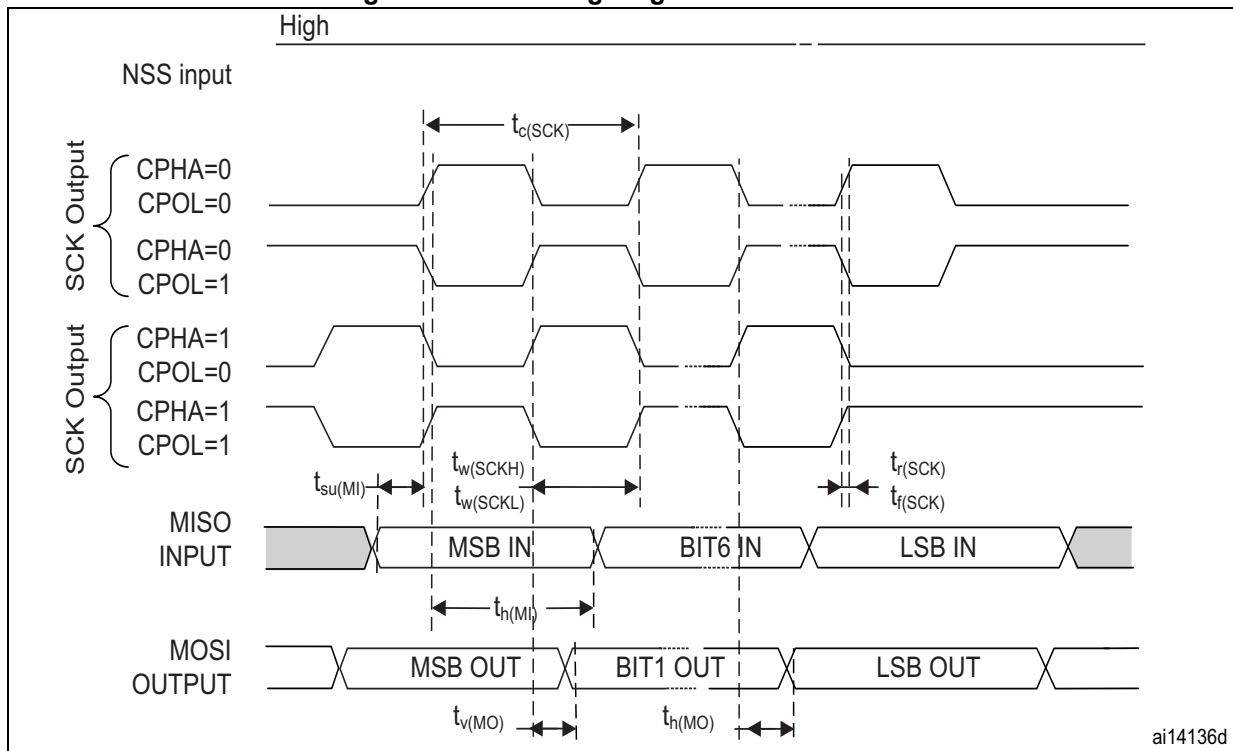 High
NSS input
tc(SCK)
SCK Output
CPHA=0
CPOL=0
CPHA=0
CPOL=1
SCK Output
CPHA=1
CPOL=0
CPHA=1
CPOL=1
tsu(MI)
tw(SCKH)
tw(SCKL)
tr(SCK)
tf(SCK)
MISO
INPUT
MSB IN
BIT6 IN
LSB IN
th(MI)
MOSI
OUTPUT
MSB OUT
BIT1 OUT
LSB OUT
tv(MO)
th(MO)
ai14136d